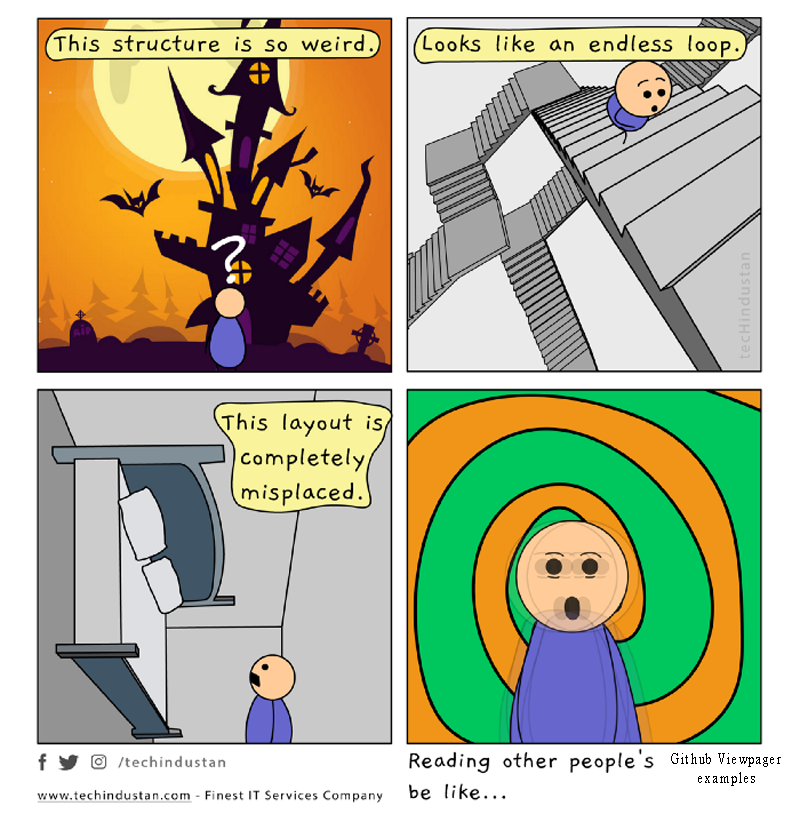 This structure is so weird.
Looks like an endless loop.
tecHindustan
RIP
This layout is
completely
misplaced.
/techindustan
www.techindustan.com - Finest IT Services Company
Reading other people's Github Viewpager
examples
be like...